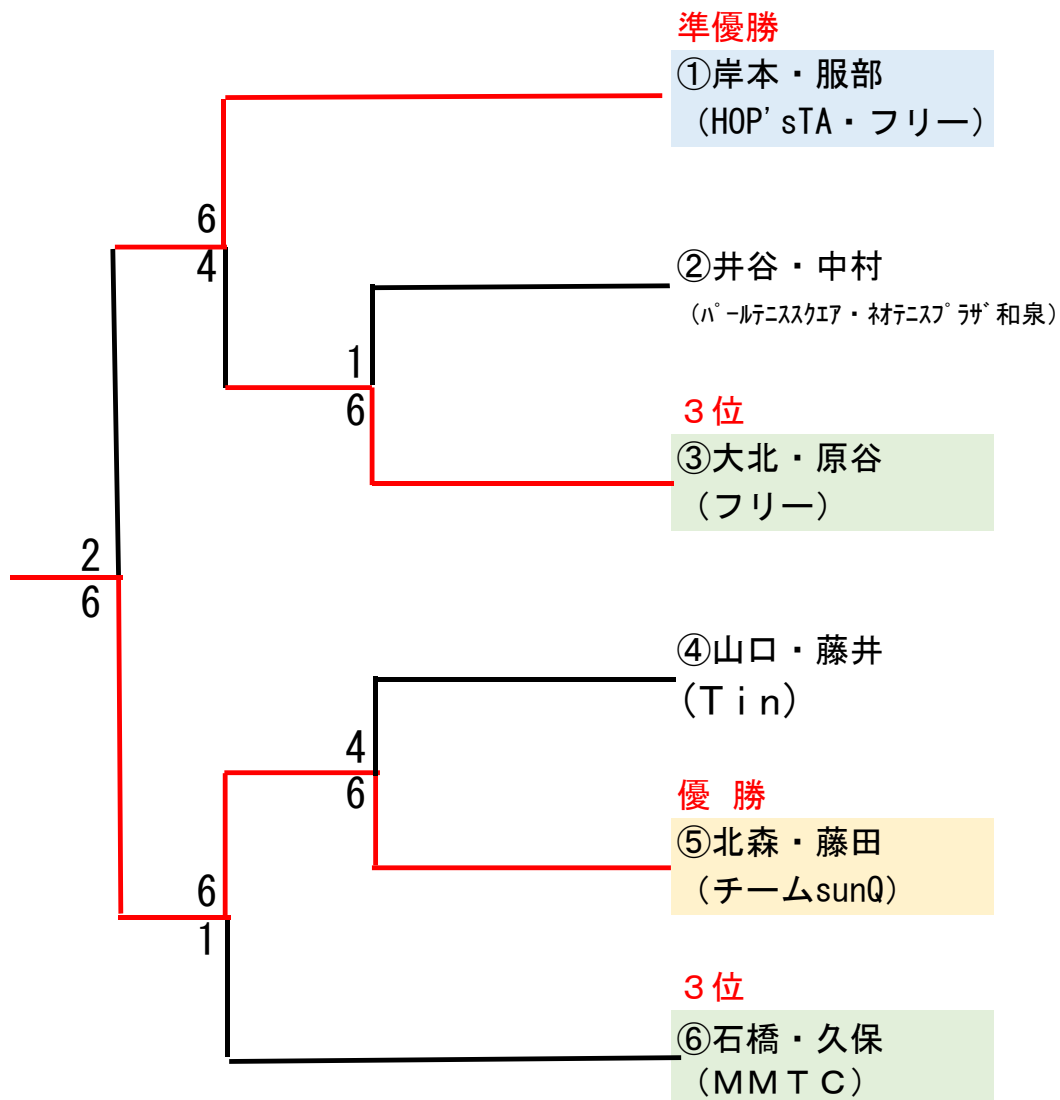 準優勝
①岸本・服部
(HOP'sTA・フリー)
6
4
②井谷・中村
(ﾊﾟｰﾙﾃﾆｽｽｸｴｱ・ﾈｵﾃﾆｽﾌﾟﾗｻﾞ和泉)
1
6
３位
③大北・原谷
(フリー)
2
6
④山口・藤井
(Ｔｉｎ)
4
6
優 勝
⑤北森・藤田
(チームsunQ)
6
1
３位
⑥石橋・久保
(ＭＭＴＣ)